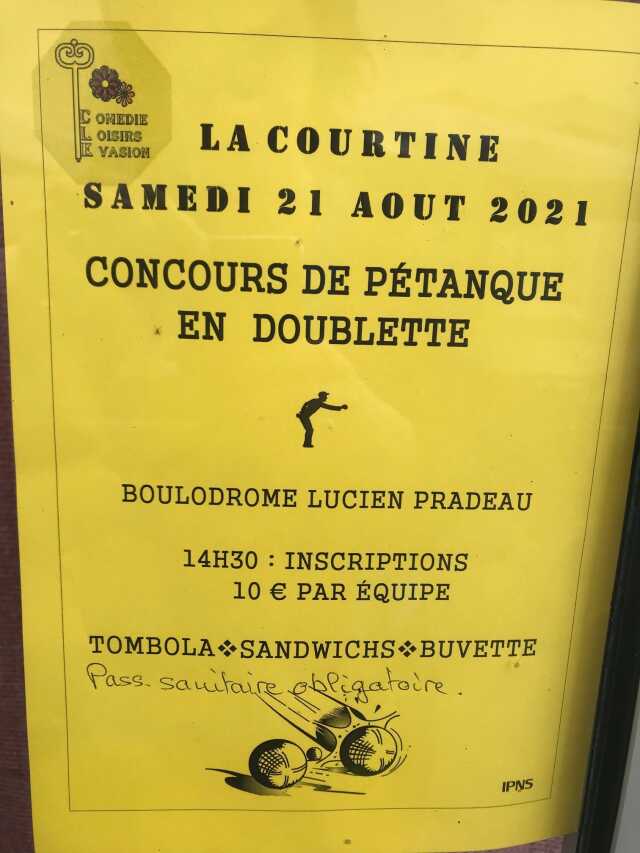 COMEDIE
LOISIRS
EVASION
LA COURTINE
SAMEDI 21 AOUT 2021
CONCOURS DE PÉTANQUE
EN DOUBLETTE
BOULODROME LUCIEN PRADEAU
14H30 : INSCRIPTIONS
10 € PAR ÉQUIPE
TOMBOLA❖SANDWICHS❖BUVETTE
Pass sanitaire obligatoire.
IPNS